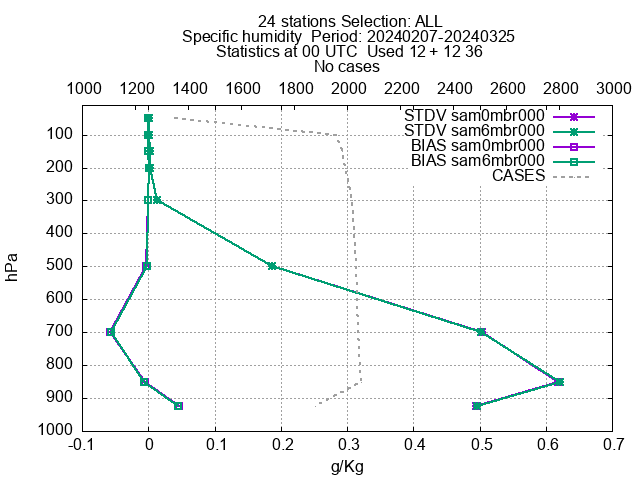 24 stations Selection: ALL
Specific humidity  Period: 20240207-20240325
Statistics at 00 UTC  Used 12 + 12 36
No cases
1000 1200 1400 1600 1800 2000 2200 2400 2600 2800 3000
STDV sam0mbr000
STDV sam6mbr000
BIAS sam0mbr000
BIAS sam6mbr000
CASES
100
200
300
400
500
600
700
800
900
1000
hPa
-0.1 0 0.1 0.2 0.3 0.4 0.5 0.6 0.7
g/Kg